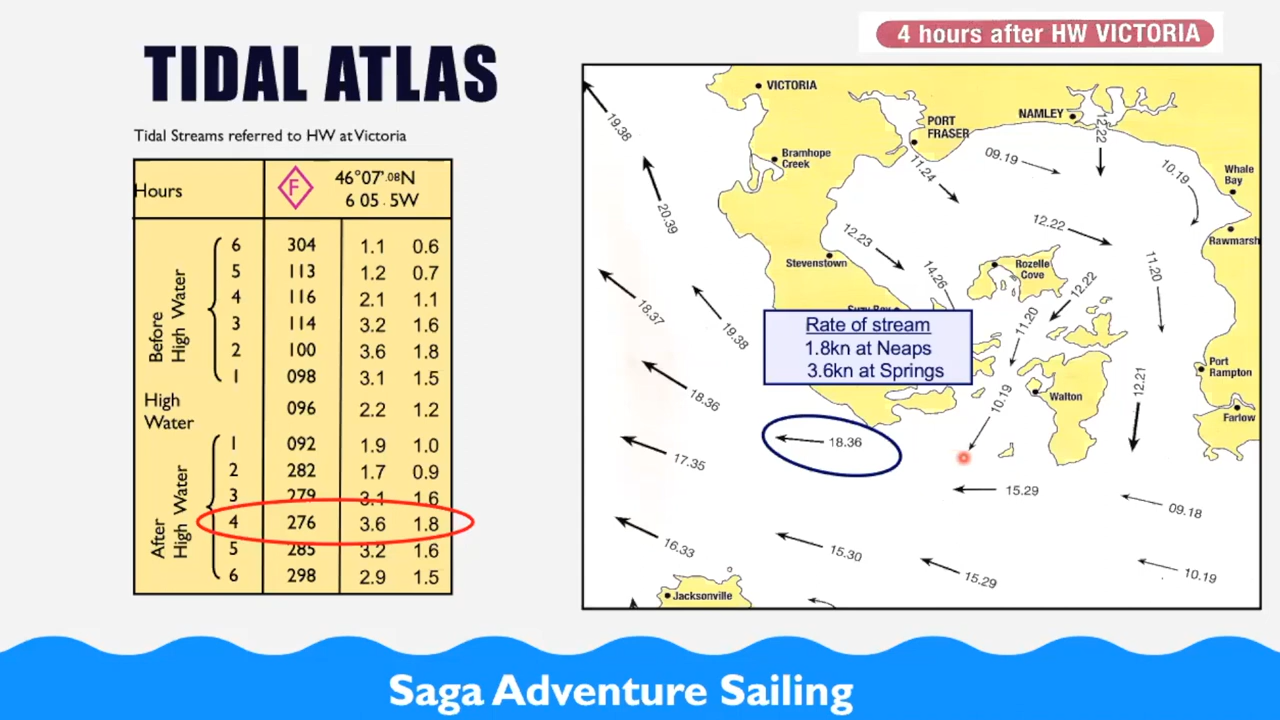 4 hours after HW VICTORIA
TIDAL ATLAS
Tidal Streams referred to HW at Victoria
Hours F 46°07'.08N
6 05 . 5W
Before High Water
6 304 1.1 0.6
5 113 1.2 0.7
4 116 2.1 1.1
3 114 3.2 1.6
2 100 3.6 1.8
1 098 3.1 1.5
High Water 096 2.2 1.2
After High Water
1 092 1.9 1.0
2 282 1.7 0.9
3 279 3.1 1.6
4 276 3.6 1.8
5 285 3.2 1.6
6 298 2.9 1.5
VICTORIA
NAMLEY
PORT
FRASER
19.38
12.22
Bramhope
Creek
09.19
11.24
10.19
Whale
Bay
20.39
12.22
Rawmarsh
12.23
Stevenstown
14.26
Rozelle
Cove
12.22
11.20
18.37
19.38
11.20
Rate of stream
1.8kn at Neaps
3.6kn at Springs
Port
Rampton
18.36
10.19
Walton
12.21
Farlow
18.36
17.35
15.29
09.18
16.33
15.30
15.29
10.19
Jacksonville
Saga Adventure Sailing